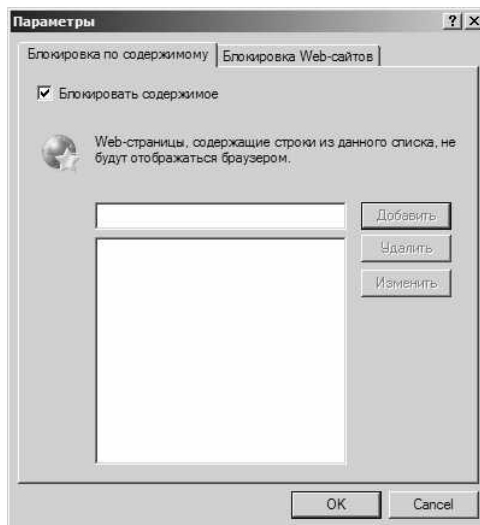 Параметры
Блокировка по содержимому
Блокировка Web-сайтов
Блокировать содержимое
Web-страницы, содержащие строки из данного списка, не
будут отображаться браузером.
Добавить
Удалить
Изменить
OK
Cancel